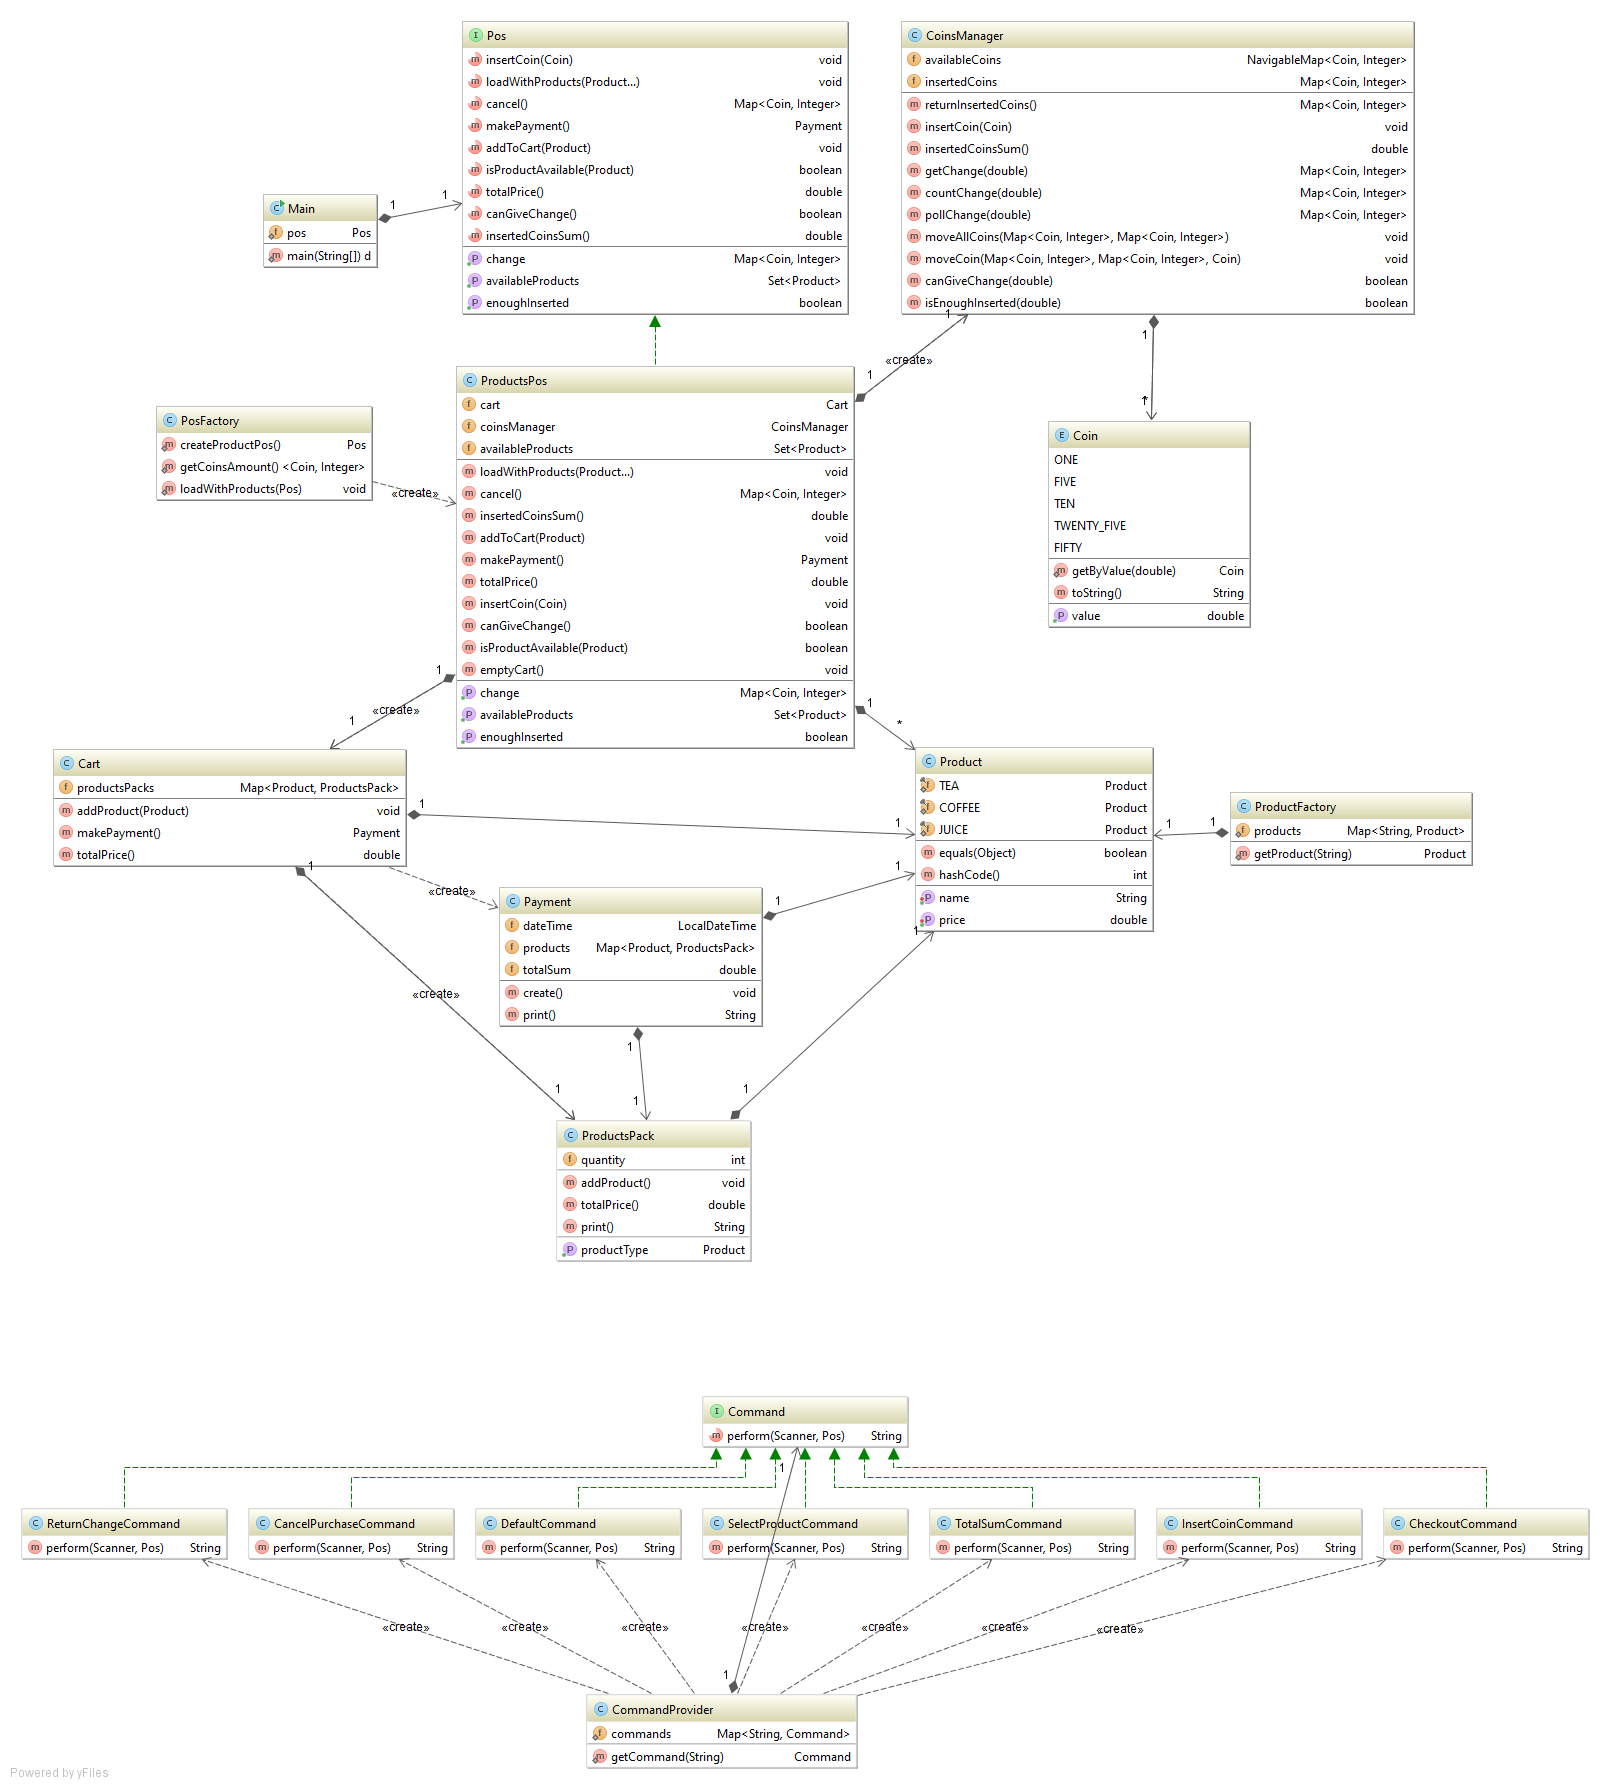 Pos
insertCoin(Coin) void
loadWithProducts(Product...) void
cancel() Map<Coin, Integer>
makePayment() Payment
addToCart(Product) void
isProductAvailable(Product) boolean
totalPrice() double
canGiveChange() boolean
insertedCoinsSum() double
change Map<Coin, Integer>
availableProducts Set<Product>
enoughInserted boolean
CoinsManager
availableCoins NavigableMap<Coin, Integer>
insertedCoins Map<Coin, Integer>
returnInsertedCoins() Map<Coin, Integer>
insertCoin(Coin) void
insertedCoinsSum() double
getChange(double) Map<Coin, Integer>
countChange(double) Map<Coin, Integer>
pollChange(double) Map<Coin, Integer>
moveAllCoins(Map<Coin, Integer>, Map<Coin, Integer>) void
moveCoin(Map<Coin, Integer>, Map<Coin, Integer>, Coin) void
canGiveChange(double) boolean
isEnoughInserted(double) boolean
Main
pos Pos
main(String[]) d
1
1
1
«create»
1
1
*
ProductsPos
cart Cart
coinsManager CoinsManager
availableProducts Set<Product>
loadWithProducts(Product...) void
cancel() Map<Coin, Integer>
insertedCoinsSum() double
addToCart(Product) void
makePayment() Payment
totalPrice() double
insertCoin(Coin) void
canGiveChange() boolean
isProductAvailable(Product) boolean
emptyCart() void
change Map<Coin, Integer>
availableProducts Set<Product>
enoughInserted boolean
PosFactory
createProductPos() Pos
getCoinsAmount() <Coin, Integer>
loadWithProducts(Pos) void
«create»
Coin
ONE
FIVE
TEN
TWENTY_FIVE
FIFTY
getByValue(double) Coin
toString() String
value double
1
«create»
1
1
*
Cart
productsPacks Map<Product, ProductsPack>
addProduct(Product) void
makePayment() Payment
totalPrice() double
1
1
Product
TEA Product
COFFEE Product
JUICE Product
equals(Object) boolean
hashCode() int
name String
price double
1
1
ProductFactory
products Map<String, Product>
getProduct(String) Product
1
«create»
1
1
Payment
dateTime LocalDateTime
products Map<Product, ProductsPack>
totalSum double
create() void
print() String
1
«create»
1
1
1
1
ProductsPack
quantity int
addProduct() void
totalPrice() double
print() String
productType Product
Command
perform(Scanner, Pos) String
1
ReturnChangeCommand
perform(Scanner, Pos) String
CancelPurchaseCommand
perform(Scanner, Pos) String
DefaultCommand
perform(Scanner, Pos) String
SelectProductCommand
perform(Scanner, Pos) String
TotalSumCommand
perform(Scanner, Pos) String
InsertCoinCommand
perform(Scanner, Pos) String
CheckoutCommand
perform(Scanner, Pos) String
«create»
«create»
«create»
«create»
«create»
«create»
«create»
1
CommandProvider
commands Map<String, Command>
getCommand(String) Command
Powered by yFiles